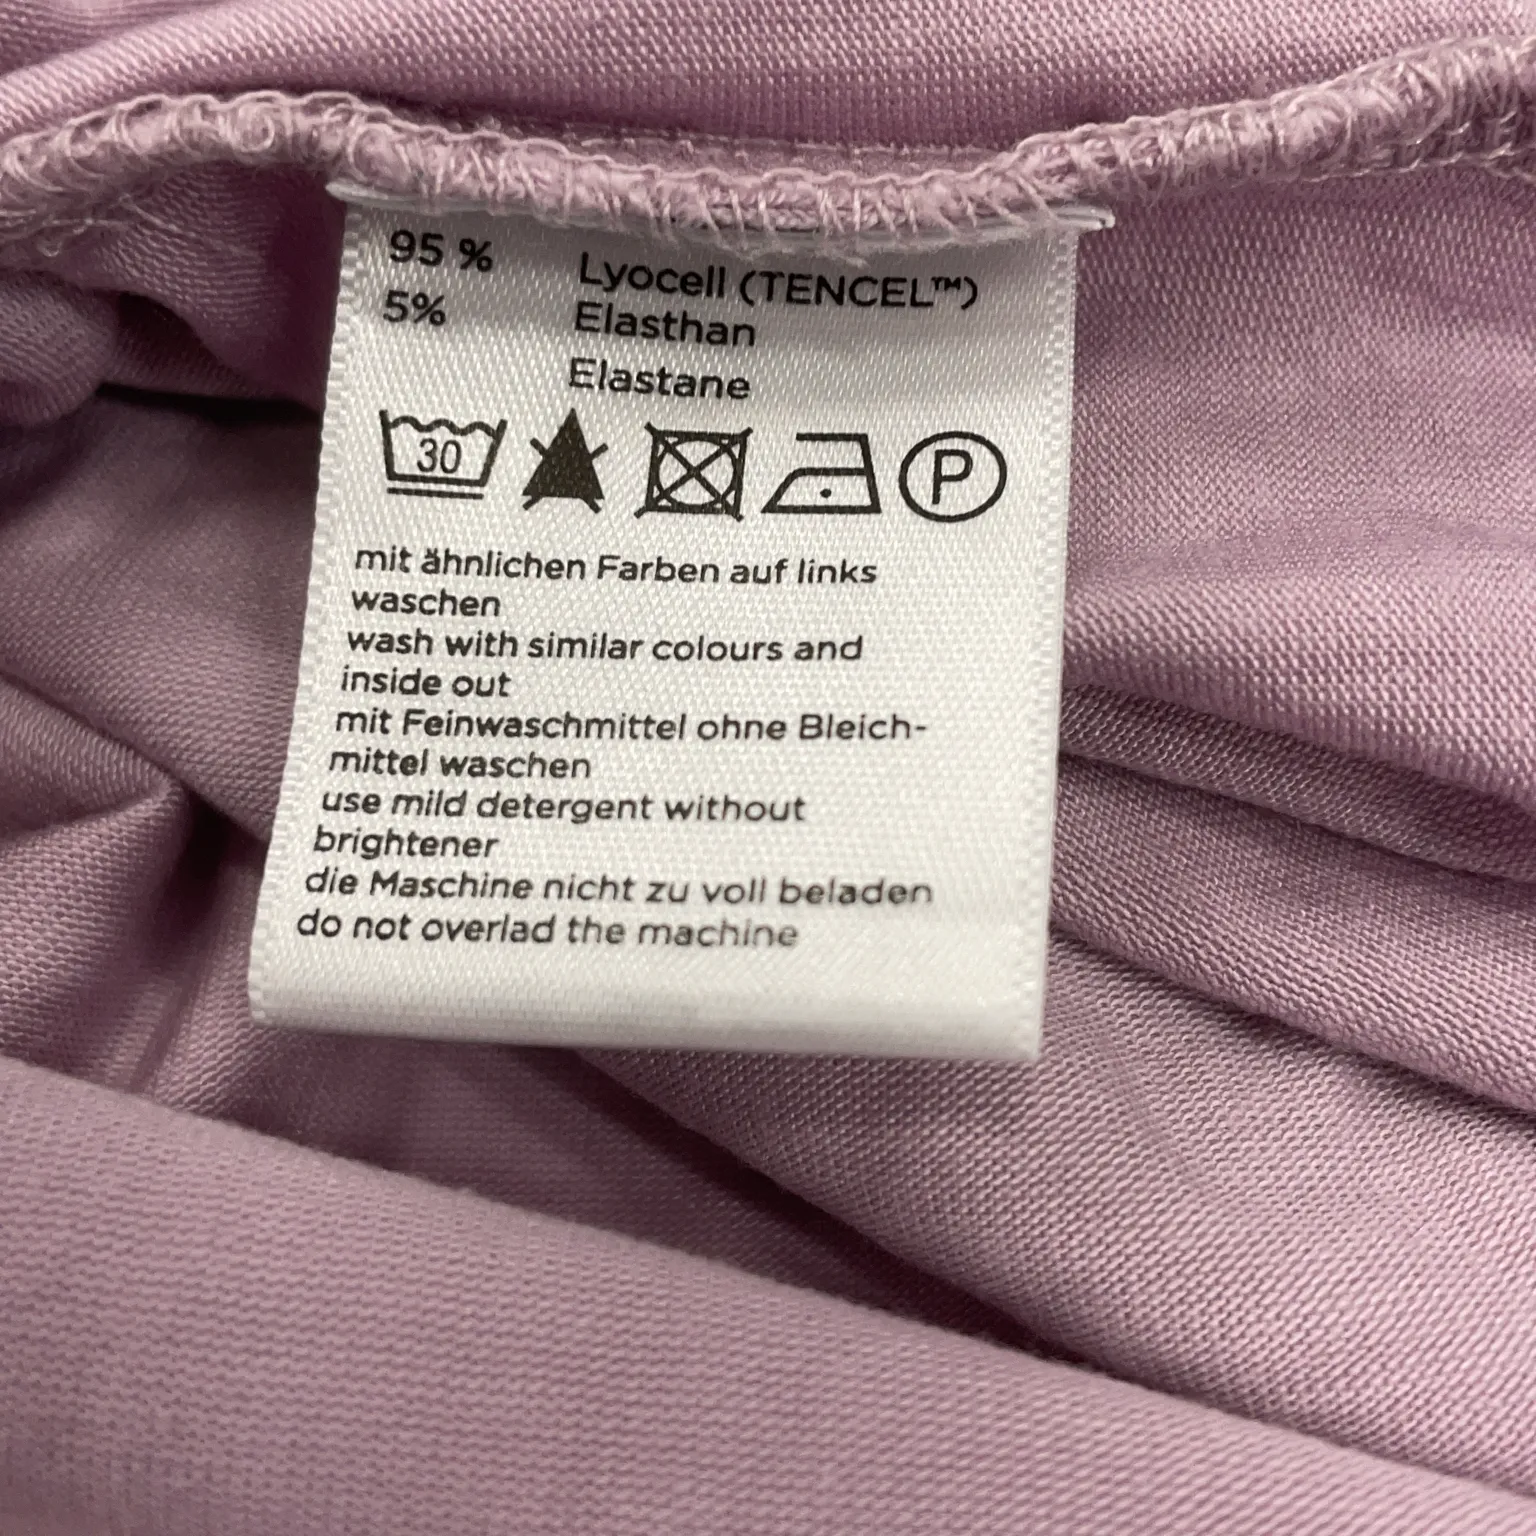 95 % Lyocell (TENCEL™)
5% Elasthan
Elastane
30
P
mit ähnlichen Farben auf links
waschen
wash with similar colours and
inside out
mit Feinwaschmittel ohne Bleich-
mittel waschen
use mild detergent without
brightener
die Maschine nicht zu voll beladen
do not overlad the machine